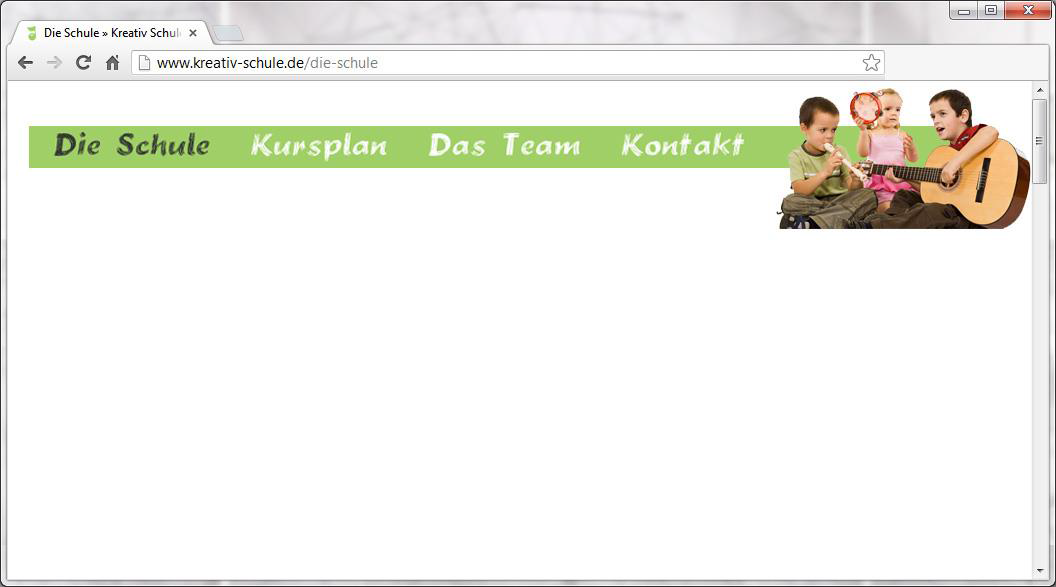 Die Schule » Kreativ Schul
www.kreativ-schule.de/die-schule
Die Schule Kursplan Das Team Kontakt